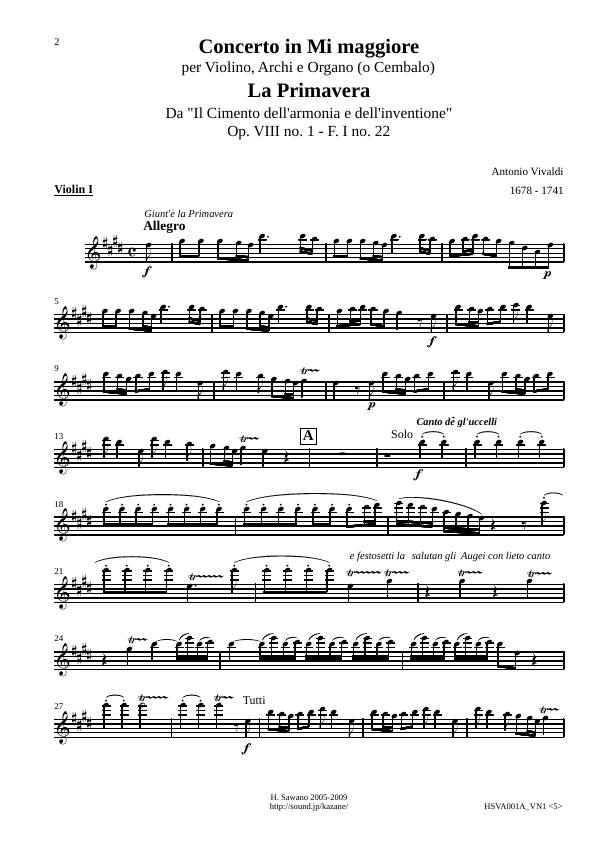 2
Concerto in Mi maggiore
per Violino, Archi e Organo (o Cembalo)
La Primavera
Da "Il Cimento dell'armonia e dell'inventione"
Op. VIII no. 1 - F. I no. 22
Antonio Vivaldi
Violin I
1678 - 1741
Giunt'è la Primavera
Allegro
f
p
5
f
9
p
13
A
Solo
Canto dè gl'uccelli
f
18
e festosetti la salutan gli Augei con lieto canto
21
24
27
Tutti
f
H. Sawano 2005-2009
http://sound.jp/kazane/
HSVA001A_VN1 <5>